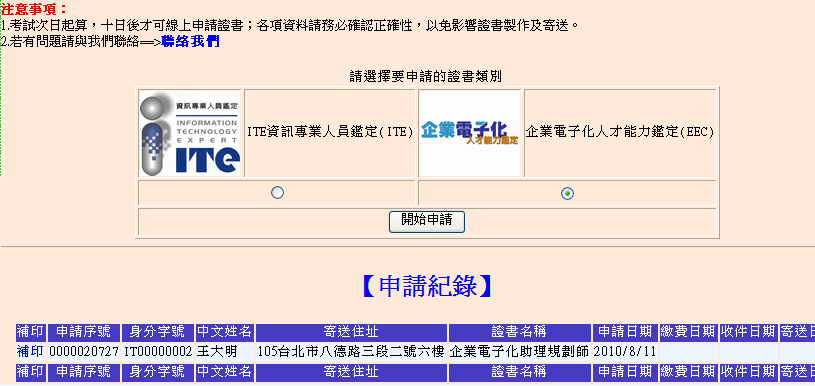 注意事項：
1.考試次日起算，十日後才可線上申請證書；各項資料請務必確認正確性，以免影響證書製作及寄送。
2.若有問題請與我們聯絡==>聯絡我們
請選擇要申請的證書類別
資訊專業人員鑑定
INFORMATION
TECHNOLOGY
EXPERT
iTe
ITE資訊專業人員鑑定(ITE)
企業電子化
人才能力鑑定
企業電子化人才能力鑑定(EEC)
開始申請
【申請紀錄】
補印 申請序號 身分字號 中文姓名 寄送住址 證書名稱 申請日期 繳費日期 收件日期 寄送日
補印 0000020727 IT00000002 王大明 105台北市八德路三段二號六樓 企業電子化助理規劃師 2010/8/11
補印 申請序號 身分字號 中文姓名 寄送住址 證書名稱 申請日期 繳費日期 收件日期 寄送日